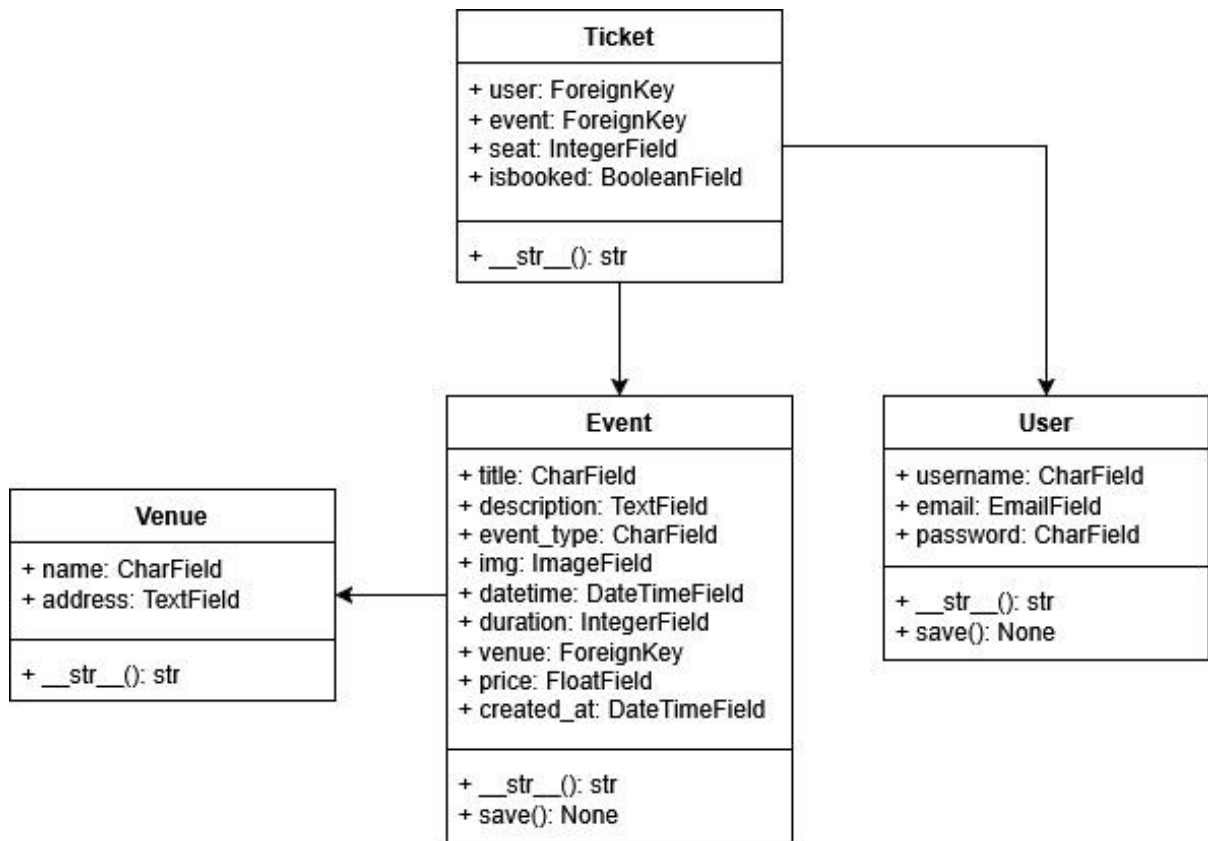 Ticket
+ user: ForeignKey
+ event: ForeignKey
+ seat: IntegerField
+ isbooked: BooleanField
+ __str__(): str
Event
+ title: CharField
+ description: TextField
+ event_type: CharField
+ img: ImageField
+ datetime: DateTimeField
+ duration: IntegerField
+ venue: ForeignKey
+ price: FloatField
+ created_at: DateTimeField
+ __str__(): str
+ save(): None
User
+ username: CharField
+ email: EmailField
+ password: CharField
+ __str__(): str
+ save(): None
Venue
+ name: CharField
+ address: TextField
+ __str__(): str